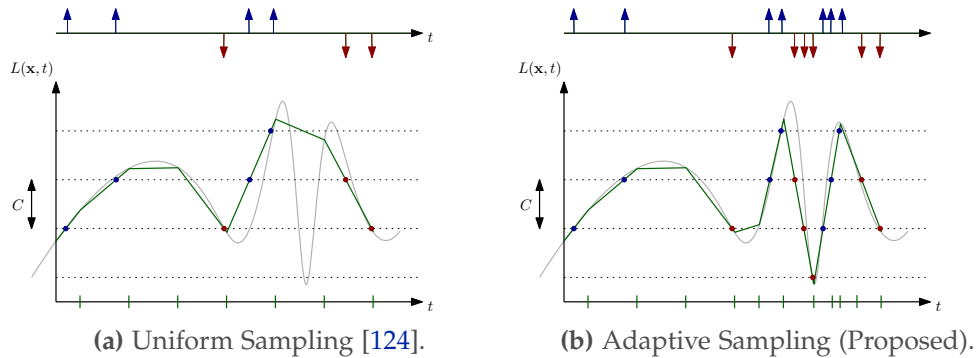 t
t
L(x, t)
L(x, t)
C
C
t
t
(a) Uniform Sampling [124].
(b) Adaptive Sampling (Proposed).